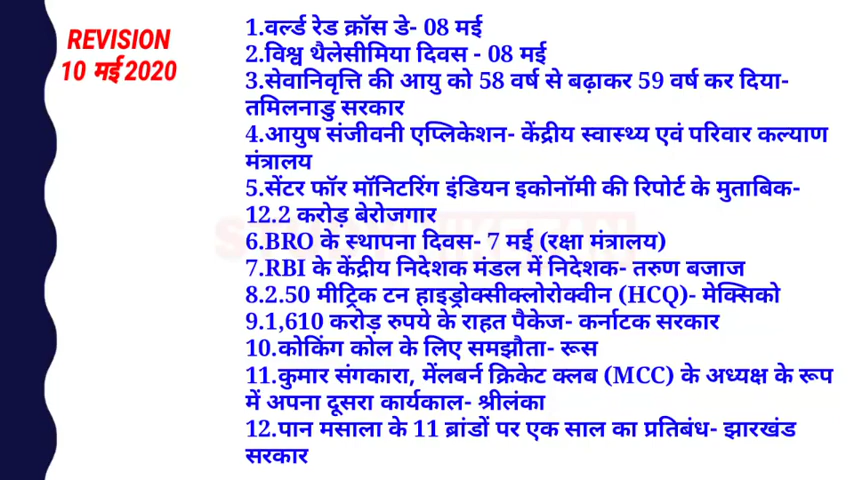 REVISION
10 मई 2020
1.वर्ल्ड रेड क्रॉस डे- 08 मई
2.विश्व थैलेसीमिया दिवस - 08 मई
3.सेवानिवृत्ति की आयु को 58 वर्ष से बढ़ाकर 59 वर्ष कर दिया-
तमिलनाडु सरकार
4.आयुष संजीवनी एप्लिकेशन- केंद्रीय स्वास्थ्य एवं परिवार कल्याण
मंत्रालय
5.सेंटर फॉर मॉनिटरिंग इंडियन इकोनॉमी की रिपोर्ट के मुताबिक-
12.2 करोड़ बेरोजगार
6.BRO के स्थापना दिवस- 7 मई (रक्षा मंत्रालय)
7.RBI के केंद्रीय निदेशक मंडल में निदेशक- तरुण बजाज
8.2.50 मीट्रिक टन हाइड्रोक्सीक्लोरोक्वीन (HCQ)- मेक्सिको
9.1,610 करोड़ रुपये के राहत पैकेज- कर्नाटक सरकार
10.कोकिंग कोल के लिए समझौता- रूस
11.कुमार संगकारा, मेंलबर्न क्रिकेट क्लब (MCC) के अध्यक्ष के रूप
में अपना दूसरा कार्यकाल- श्रीलंका
12.पान मसाला के 11 ब्रांडों पर एक साल का प्रतिबंध- झारखंड
सरकार